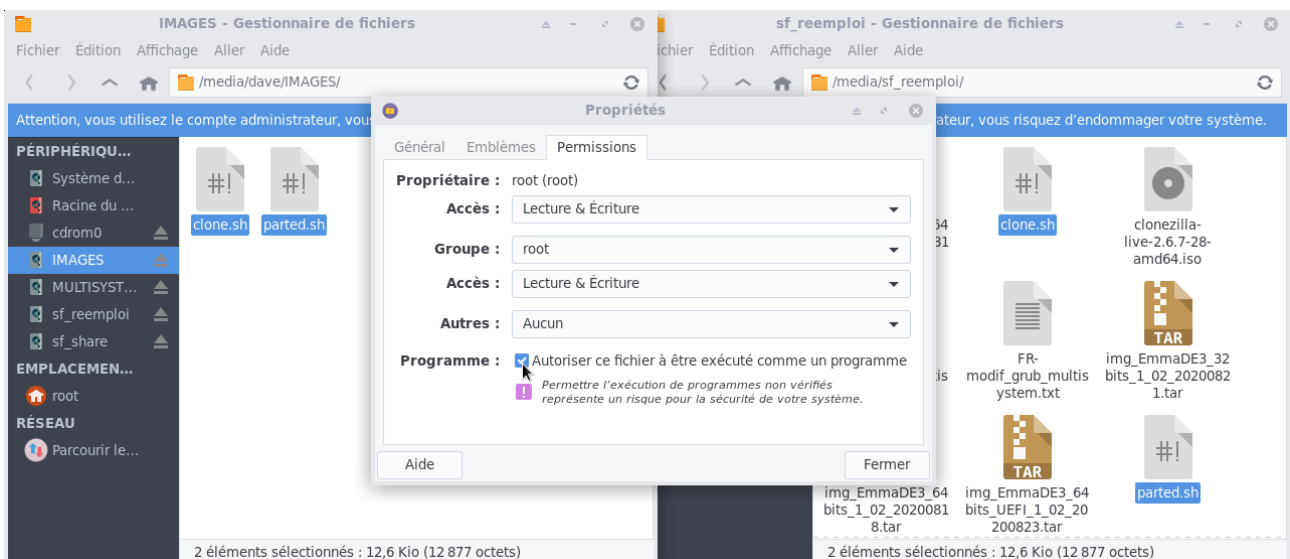 IMAGES - Gestionnaire de fichiers
Fichier Édition Affichage Aller Aide
/media/dave/IMAGES/
Attention, vous utilisez le compte administrateur, vou
PÉRIPHÉRIQU...
Système d...
Racine du ...
cdrom0
IMAGES
MULTISYST...
sf_reemploi
sf_share
EMPLACEMEN...
root
RÉSEAU
Parcourir le...
#!
clone.sh
#!
parted.sh
2 éléments sélectionnés : 12,6 Kio (12 877 octets)
Propriétés
Général Emblèmes Permissions
Propriétaire : root (root)
Accès : Lecture & Écriture
Groupe : root
Accès : Lecture & Écriture
Autres : Aucun
Programme : Autoriser ce fichier à être exécuté comme un programme
! Permettre l'exécution de programmes non vérifiés
représente un risque pour la sécurité de votre système.
Aide Fermer
sf_reemploi - Gestionnaire de fichiers
ichier Édition Affichage Aller Aide
/media/sf_reemploi/
ateur, vous risquez d'endommager votre système.
64
31
#!
clone.sh
clonezilla-
live-2.6.7-28-
amd64.iso
is
FR-
modif_grub_multis
ystem.txt
TAR
img_EmmaDE3_32
bits_1_02_2020082
1.tar
img_EmmaDE3_64
bits_1_02_2020081
8.tar
TAR
img_EmmaDE3_64
bits_UEFI_1_02_20
200823.tar
#!
parted.sh
2 éléments sélectionnés : 12,6 Kio (12 877 octets)